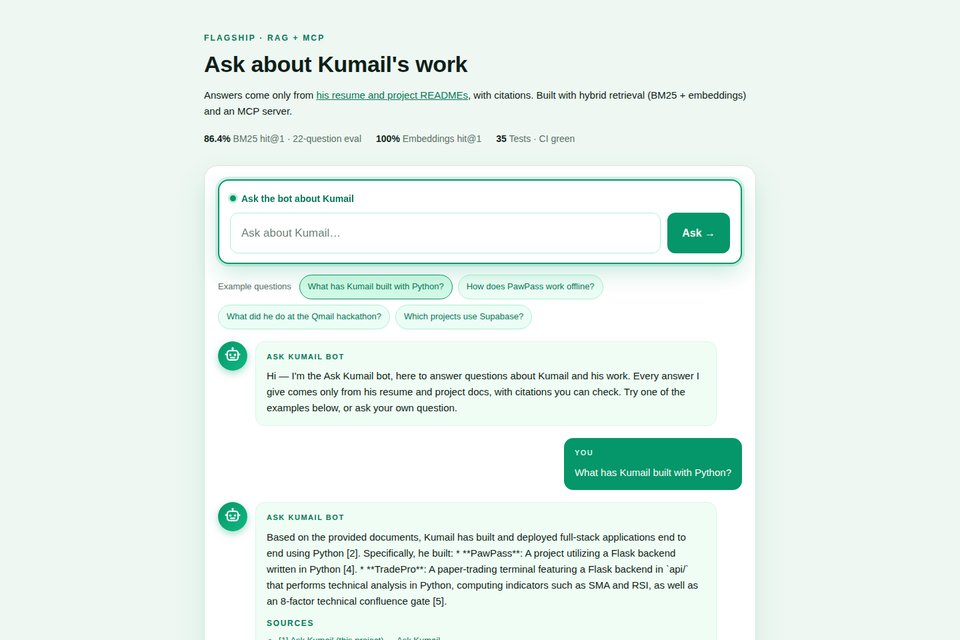 FLAGSHIP · RAG + MCP
Ask about Kumail's work
Answers come only from his resume and project READMEs, with citations. Built with hybrid retrieval (BM25 + embeddings)
and an MCP server.
86.4% BM25 hit@1 · 22-question eval 100% Embeddings hit@1 35 Tests · CI green
Ask the bot about Kumail
Ask about Kumail…
Ask →
Example questions What has Kumail built with Python? How does PawPass work offline?
What did he do at the Qmail hackathon? Which projects use Supabase?
ASK KUMAIL BOT
Hi — I'm the Ask Kumail bot, here to answer questions about Kumail and his work. Every answer I
give comes only from his resume and project docs, with citations you can check. Try one of the
examples below, or ask your own question.
YOU
What has Kumail built with Python?
ASK KUMAIL BOT
Based on the provided documents, Kumail has built and deployed full-stack applications end to
end using Python [2]. Specifically, he built: * **PawPass**: A project utilizing a Flask backend
written in Python [4]. * **TradePro**: A paper-trading terminal featuring a Flask backend in `api/`
that performs technical analysis in Python, computing indicators such as SMA and RSI, as well as
an 8-factor technical confluence gate [5].
SOURCES
[1] Ask Kumail (this project) — Ask Kumail